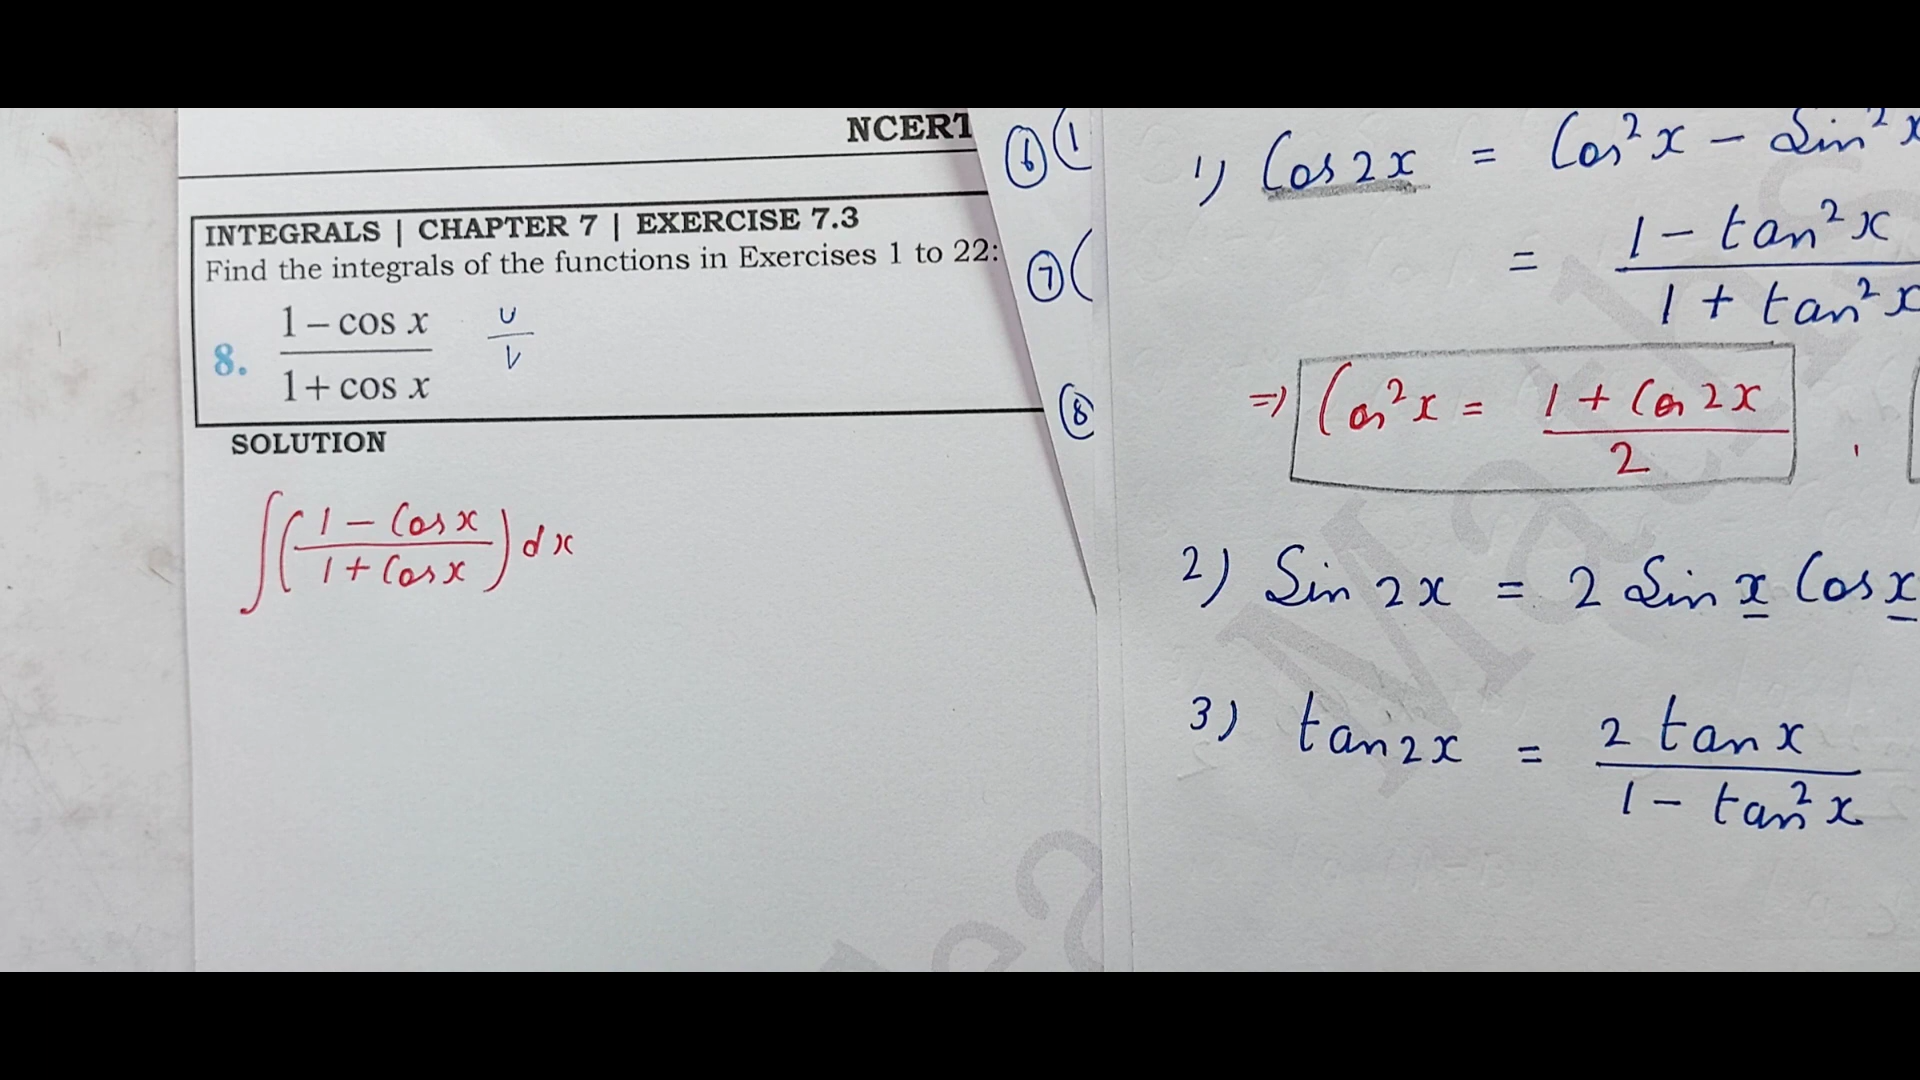 NCERT
INTEGRALS | CHAPTER 7 | EXERCISE 7.3
Find the integrals of the functions in Exercises 1 to 22:
8. (1 – cos x)/(1 + cos x) u/v
SOLUTION
∫((1 – Cos x)/(1 + Cos x)) dx
6 (1
7 (
8
1) Cos 2x = Cos²x – Sin²x
= (1 – tan²x)/(1 + tan²x)
⇒ Cos²x = (1 + Cos 2x)/2 ,
2) Sin 2x = 2 Sin x Cos x
3) tan 2x = (2 tan x)/(1 – tan²x)